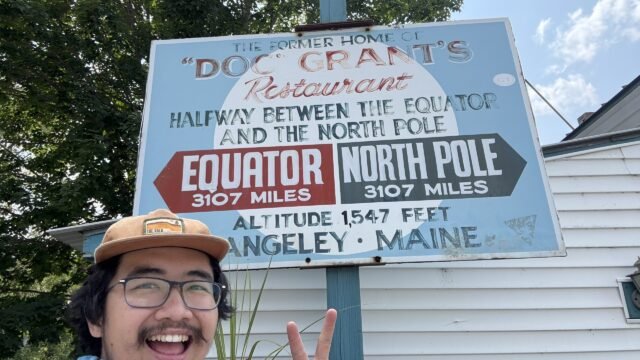 THE FORMER HOME OF
"DOC" GRANT'S
Restaurant
HALFWAY BETWEEN THE EQUATOR
AND THE NORTH POLE
EQUATOR
3107 MILES
NORTH POLE
3107 MILES
ALTITUDE 1,547 FEET
ANGELEY · MAINE